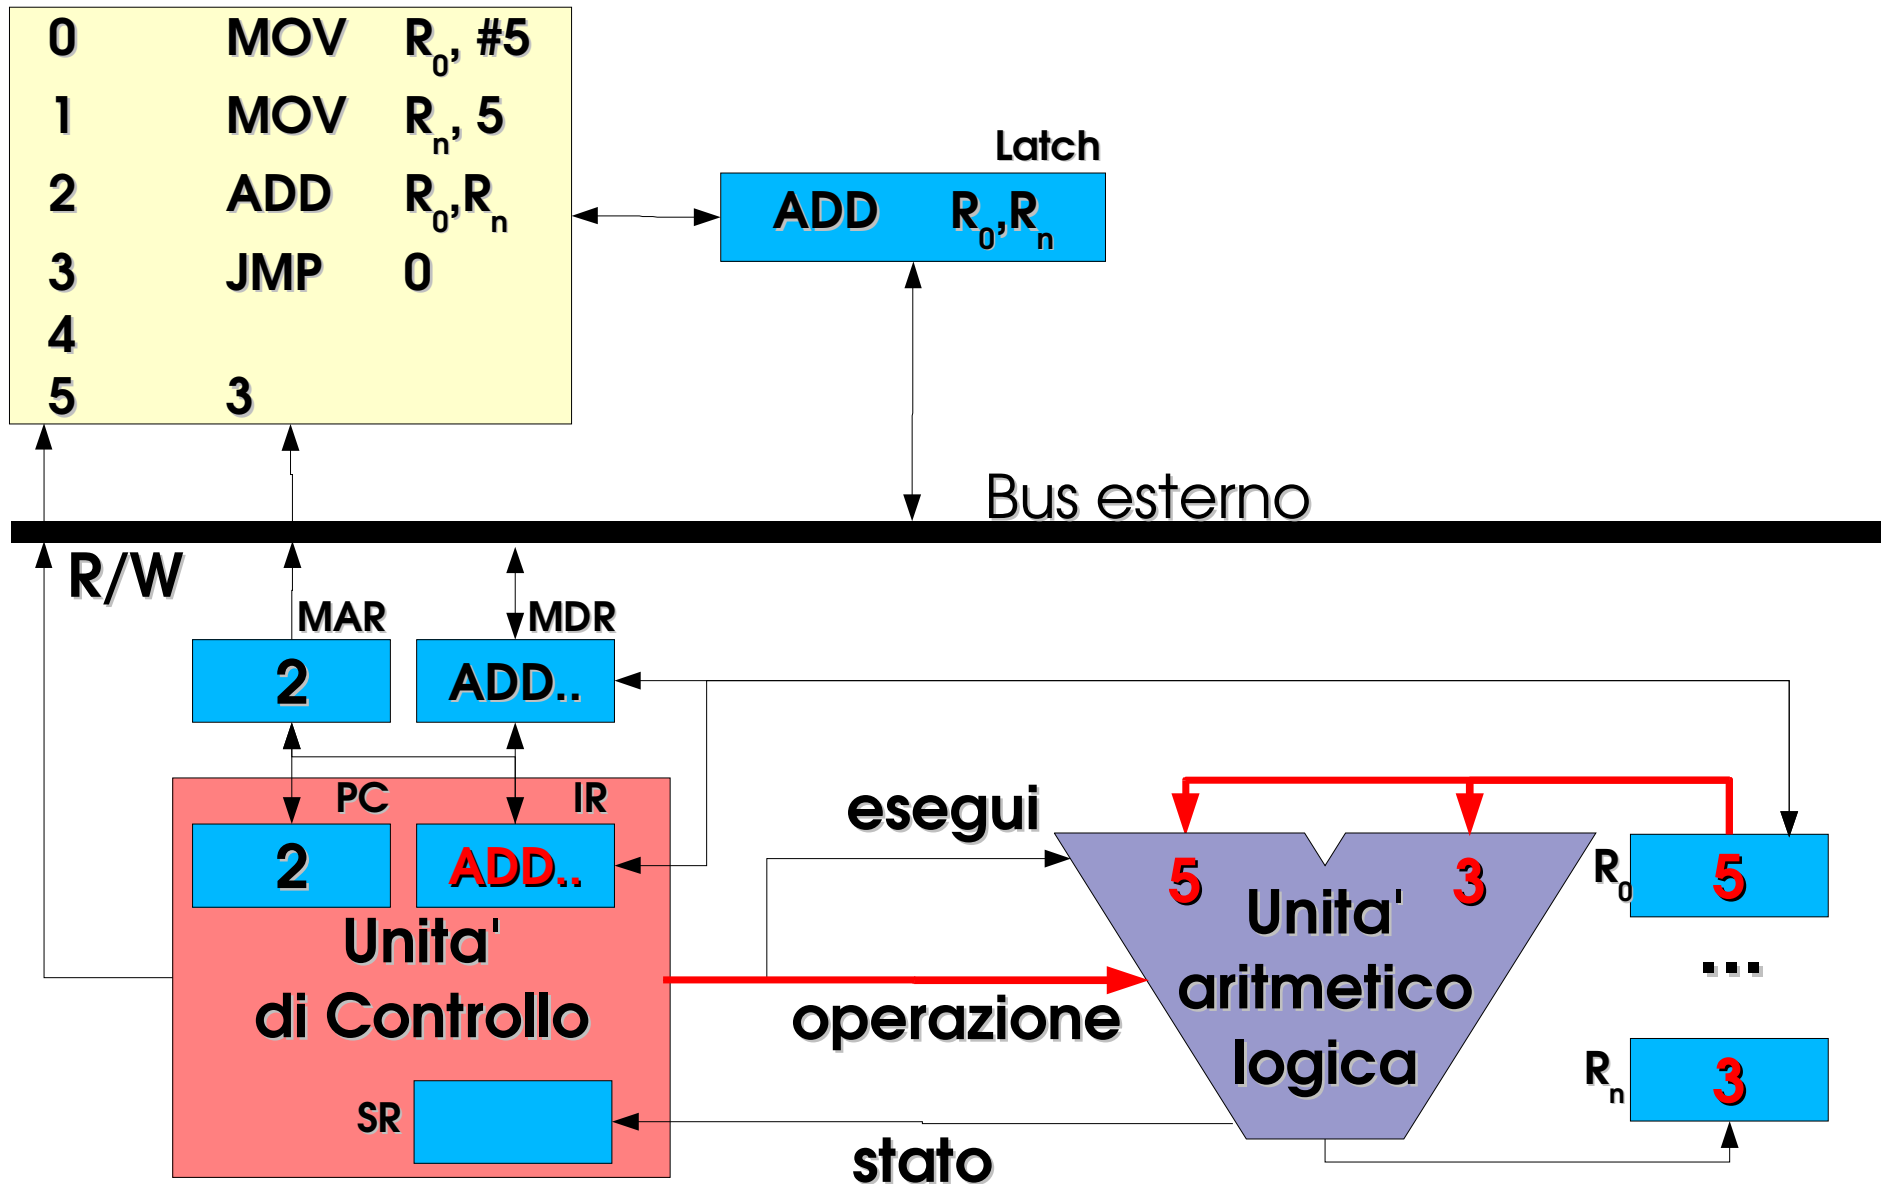 0 MOV R0, #5
1 MOV Rn, 5
Latch
2 ADD R0,Rn
ADD R0,Rn
3 JMP 0
4
5 3
Bus esterno
R/W
MAR
MDR
2
ADD..
PC
IR
esegui
2
ADD..
5
3
R0
5
Unita'
di Controllo
Unita'
aritmetico
logica
...
operazione
Rn
3
SR
stato